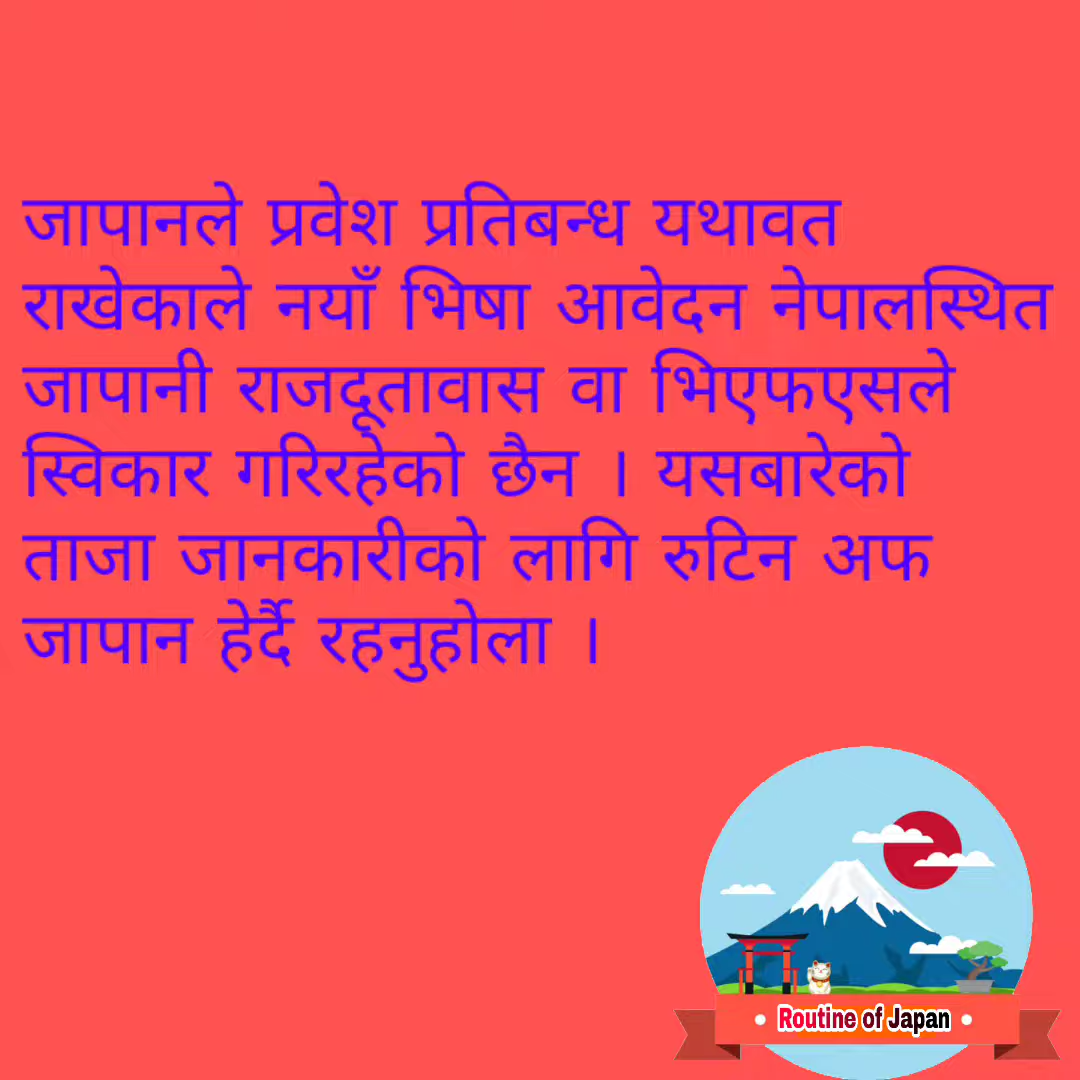 जापानले प्रवेश प्रतिबन्ध यथावत
राखेकाले नयाँ भिषा आवेदन नेपालस्थित
जापानी राजदूतावास वा भिएफएसले
स्विकार गरिरहेको छैन । यसबारेको
ताजा जानकारीको लागि रुटिन अफ
जापान हेर्दै रहनुहोला ।
• Routine of Japan •